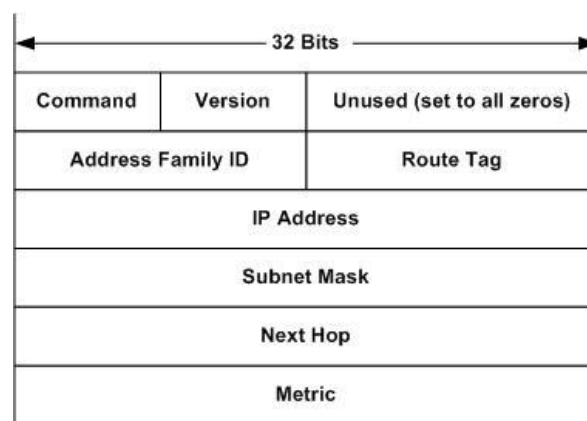 32 Bits
Command Version Unused (set to all zeros)
Address Family ID Route Tag
IP Address
Subnet Mask
Next Hop
Metric